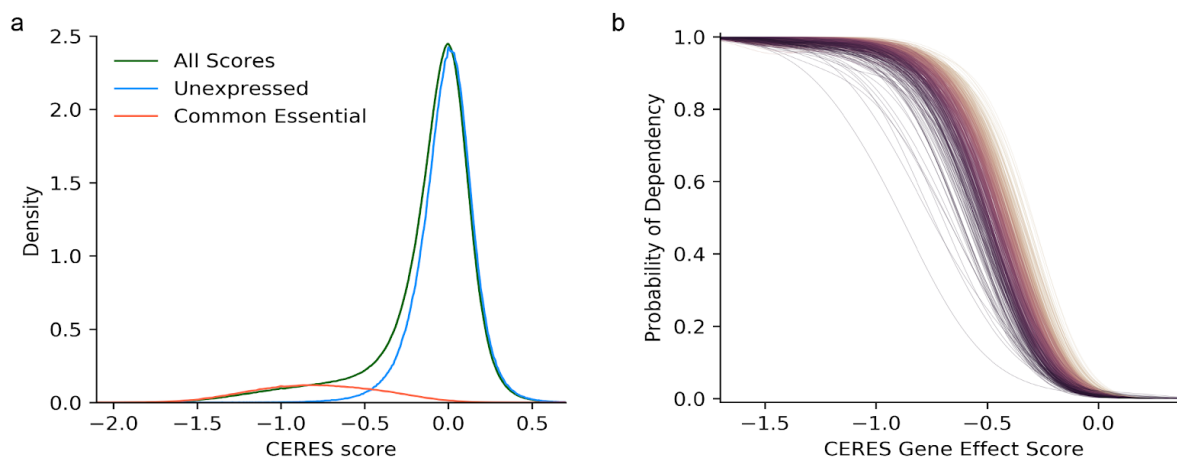 a
2.5
2.0
1.5
1.0
0.5
0.0
Density
All Scores
Unexpressed
Common Essential
−2.0 −1.5 −1.0 −0.5 0.0 0.5
CERES score
b
1.0
0.8
0.6
0.4
0.2
0.0
Probability of Dependency
−1.5 −1.0 −0.5 0.0
CERES Gene Effect Score